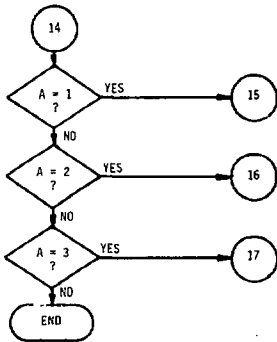 14
A = 1
?
YES
15
NO
A = 2
?
YES
16
NO
A = 3
?
YES
17
NO
END